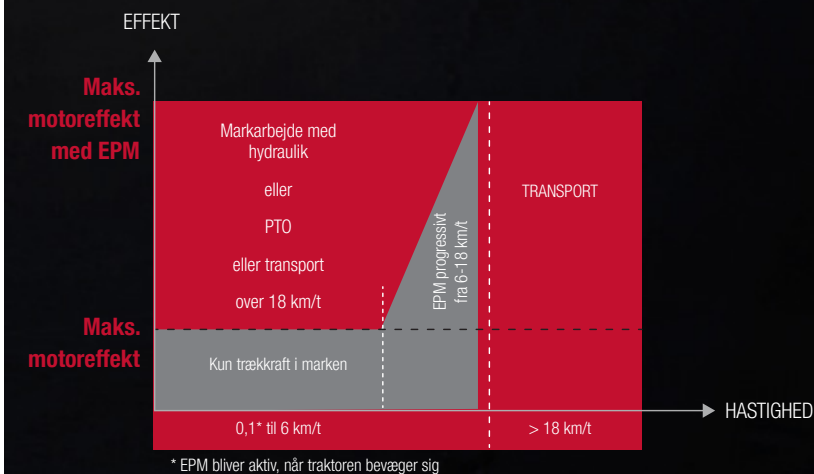 EFFEKT
Maks.
motoreffekt
med EPM
Markarbejde med
hydraulik
eller
PTO
eller transport
over 18 km/t
EPM progressivt
fra 6-18 km/t
TRANSPORT
Maks.
motoreffekt
Kun trækkraft i marken
HASTIGHED
0,1* til 6 km/t
> 18 km/t
* EPM bliver aktiv, når traktoren bevæger sig